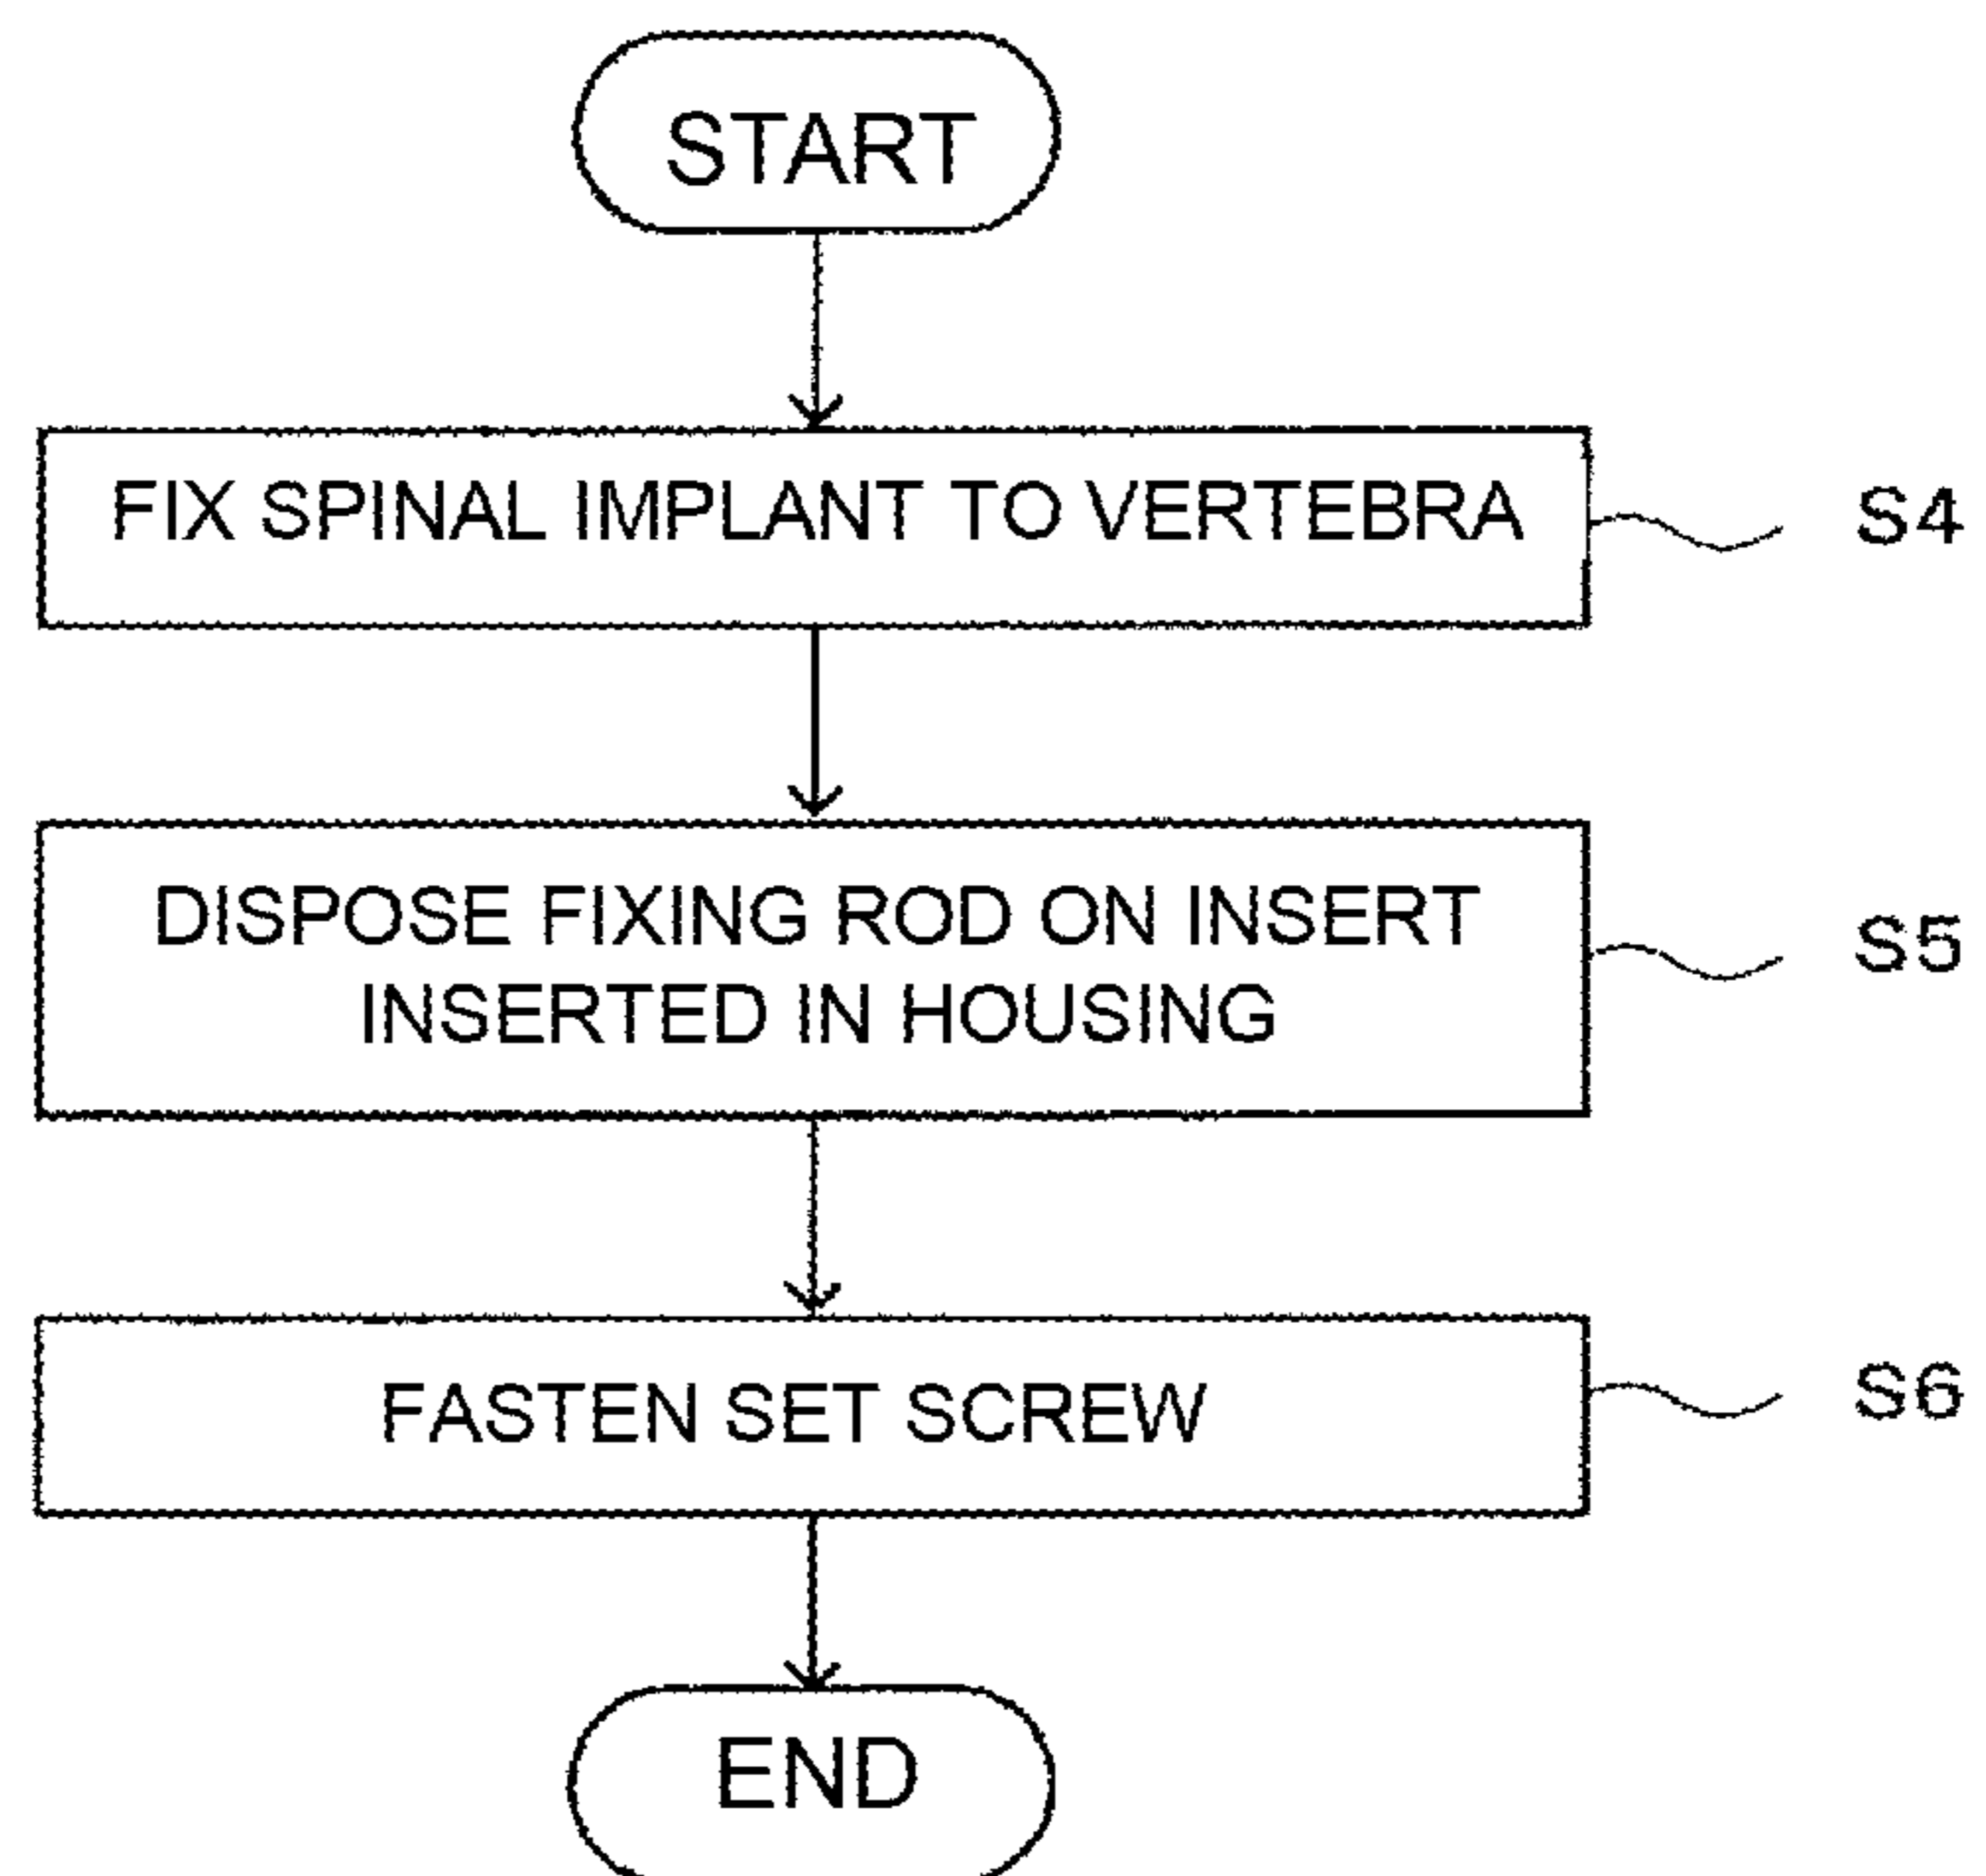 START
FIX SPINAL IMPLANT TO VERTEBRA
S4
DISPOSE FIXING ROD ON INSERT
INSERTED IN HOUSING
S5
FASTEN SET SCREW
S6
END